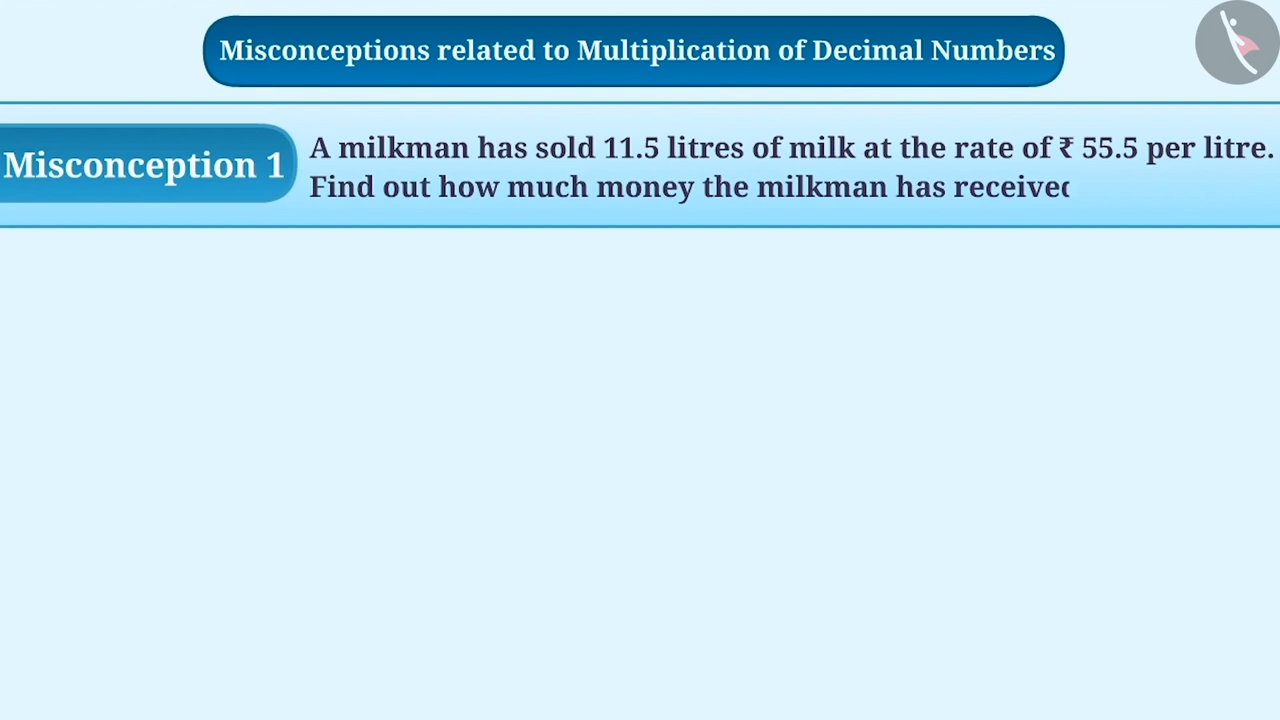 Misconceptions related to Multiplication of Decimal Numbers
Misconception 1
A milkman has sold 11.5 litres of milk at the rate of ₹ 55.5 per litre.
Find out how much money the milkman has receivec